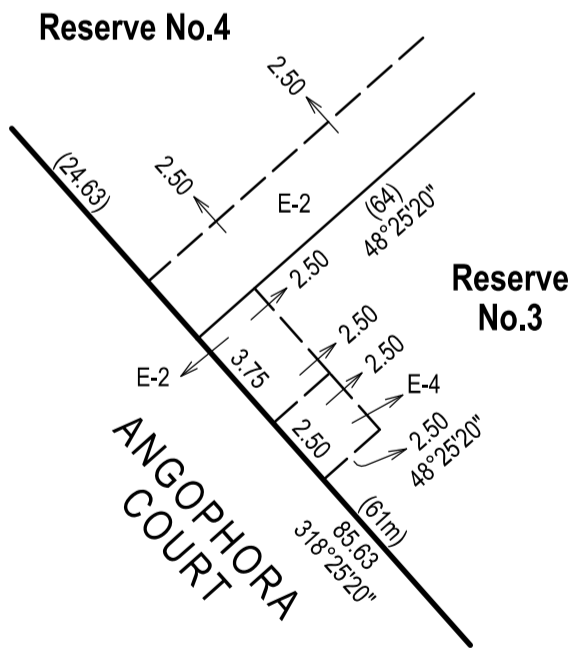 Reserve No.4
2.50
2.50
(24.63)
E-2
(64)
48°25'20"
Reserve
No.3
2.50
2.50
2.50
E-2
3.75
E-4
2.50
2.50
48°25'20"
ANGOPHORA
COURT
(61m)
85.63
318°25'20"